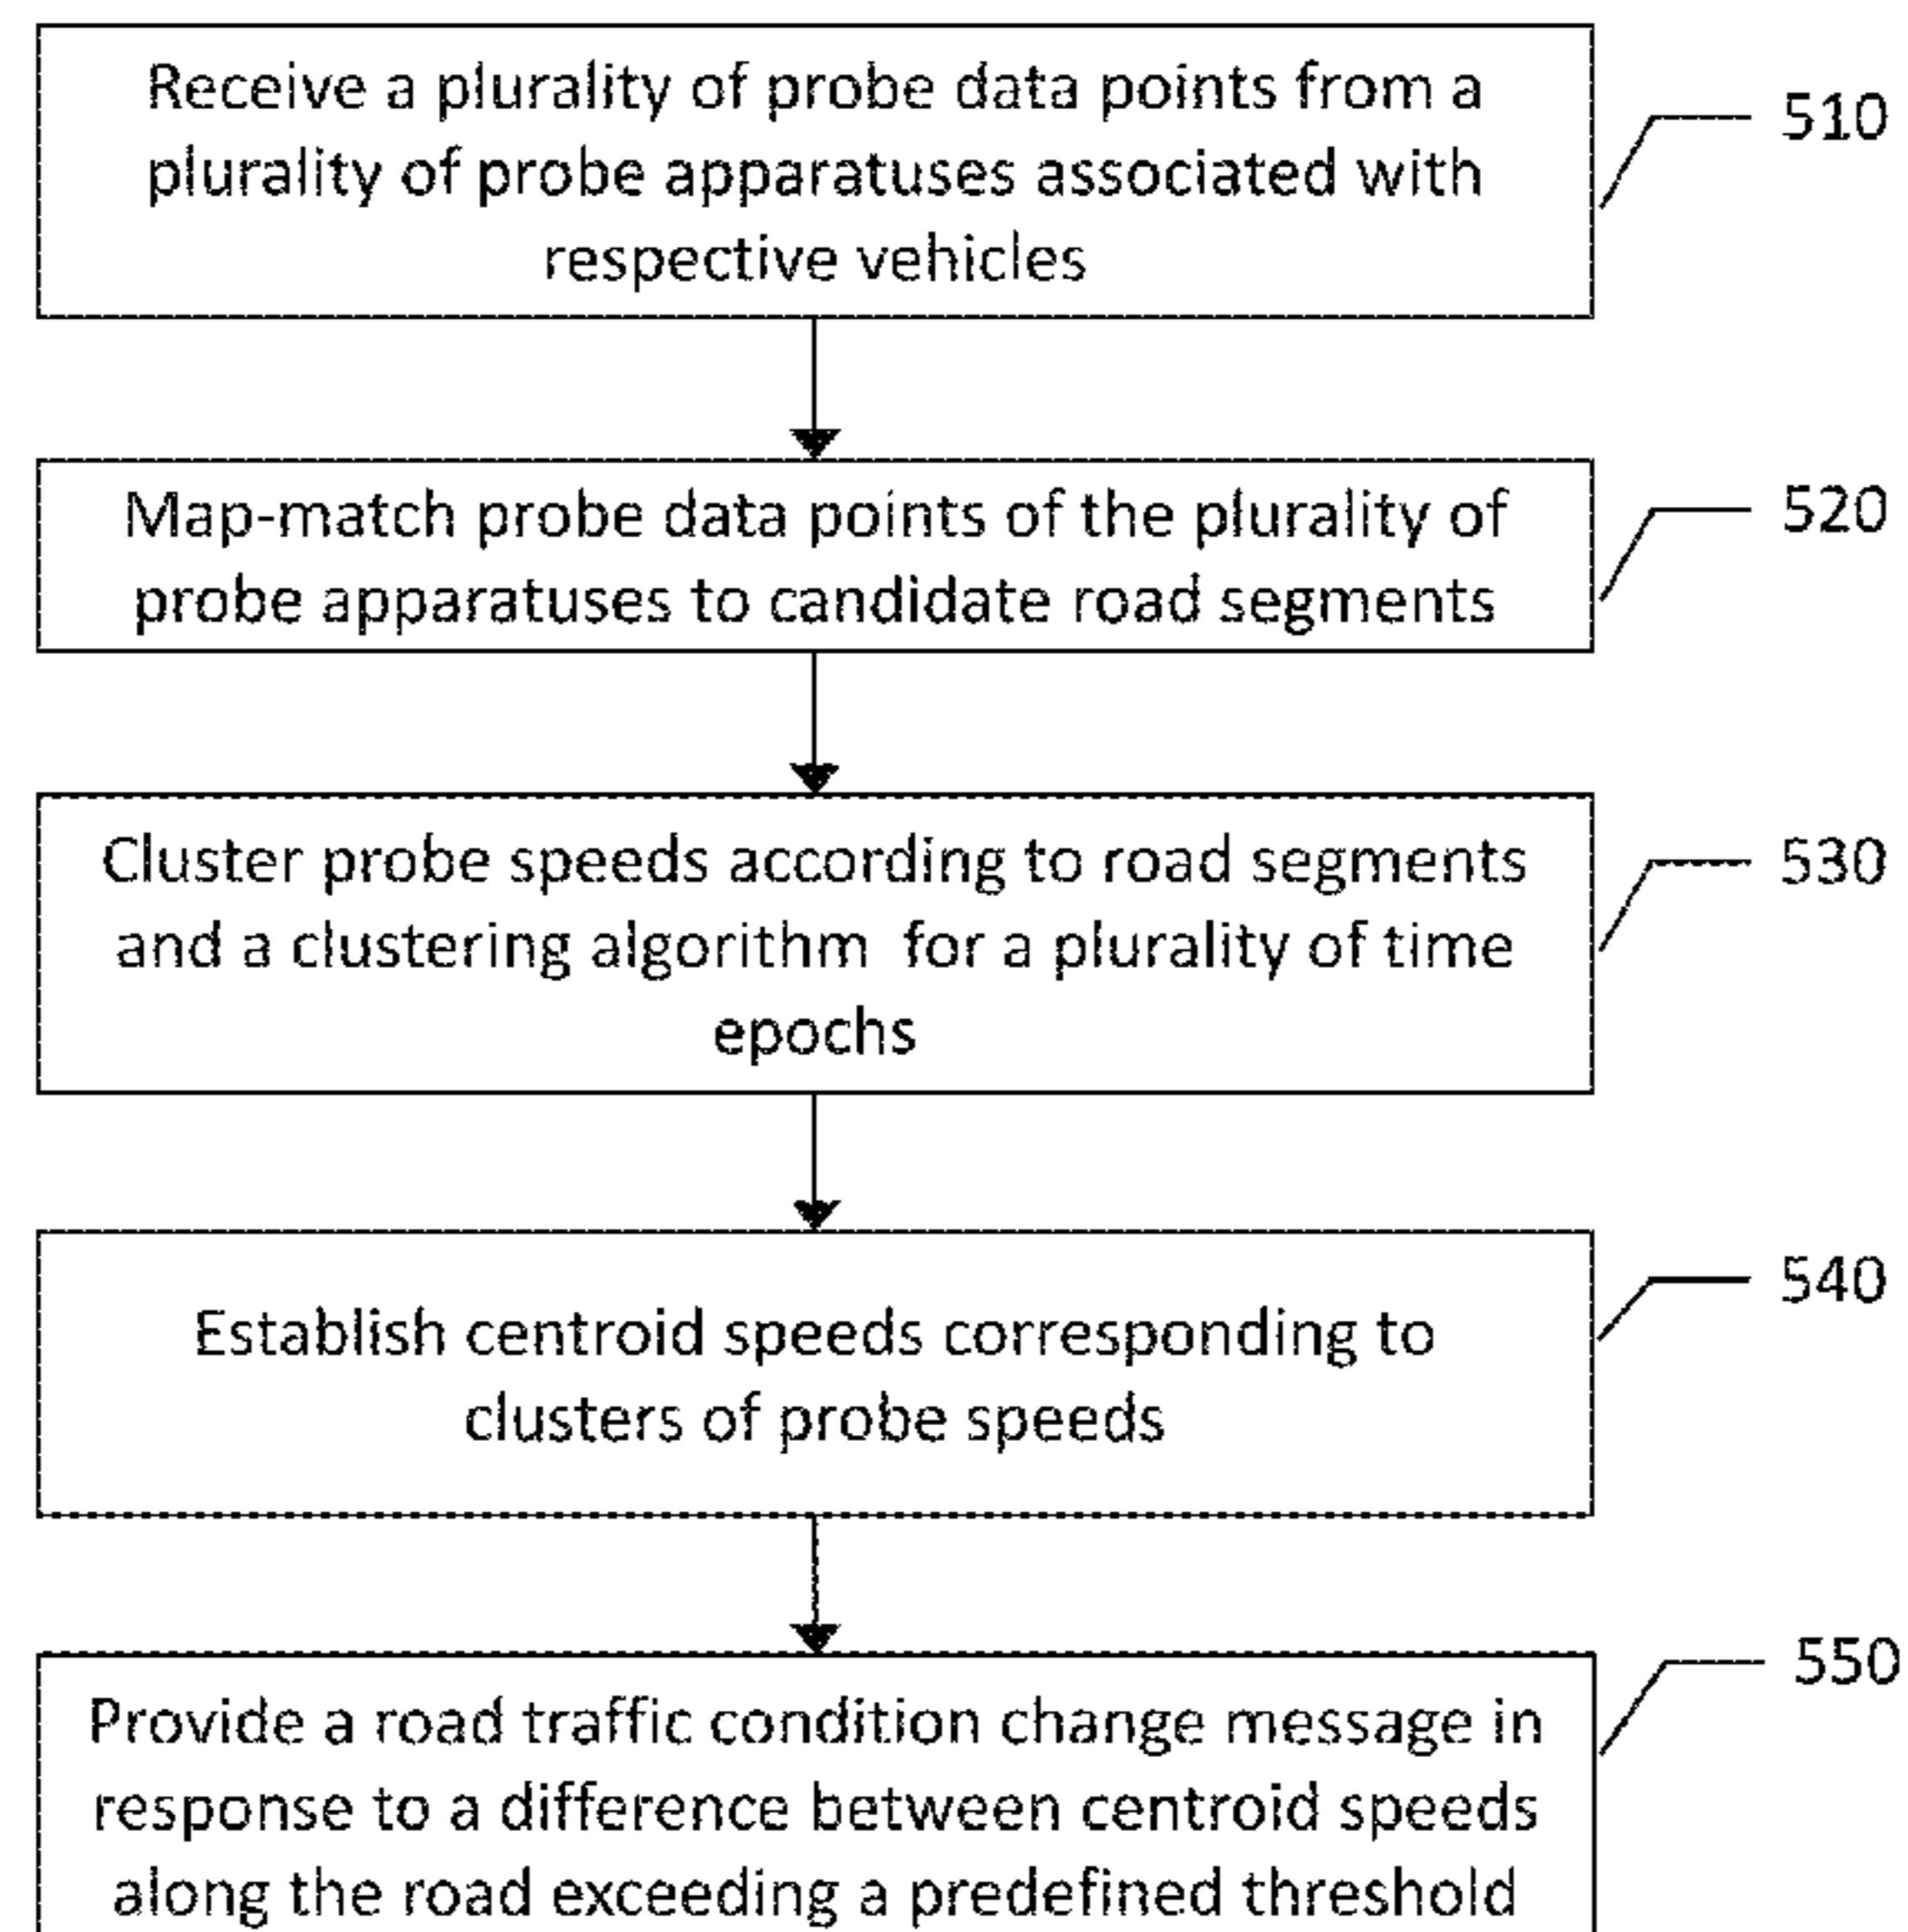 Receive a plurality of probe data points from a
plurality of probe apparatuses associated with
respective vehicles
510
Map-match probe data points of the plurality of
probe apparatuses to candidate road segments
520
Cluster probe speeds according to road segments
and a clustering algorithm  for a plurality of time
epochs
530
Establish centroid speeds corresponding to
clusters of probe speeds
540
Provide a road traffic condition change message in
response to a difference between centroid speeds
along the road exceeding a predefined threshold
550